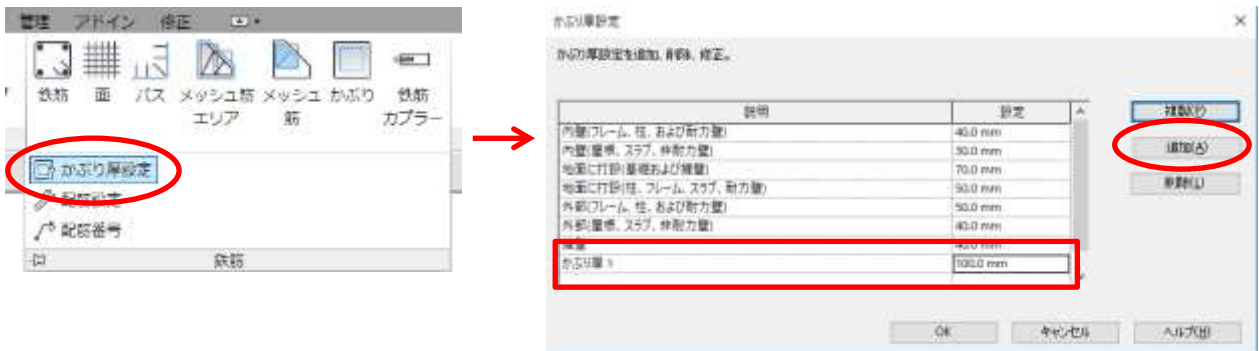 管理 アドイン 修正
鉄筋 面 パス メッシュ筋 エリア メッシュ 筋 かぶり 鉄筋 カプラー
かぶり厚設定
配筋設定
配筋番号
鉄筋
かぶり厚設定
かぶり厚設定を追加、削除、修正。
説明 設定
内壁(フレーム、柱、および耐力壁) 40.0 mm
内壁(屋根、スラブ、非耐力壁) 30.0 mm
地面に打設(基礎および擁壁) 70.0 mm
地面に打設(柱、フレーム、スラブ、耐力壁) 50.0 mm
外部(フレーム、柱、および耐力壁) 50.0 mm
外部(屋根、スラブ、非耐力壁) 40.0 mm
擁壁 40.0 mm
かぶり厚 1 100.0 mm
複製(P)
追加(A)
削除(L)
OK キャンセル ヘルプ(H)